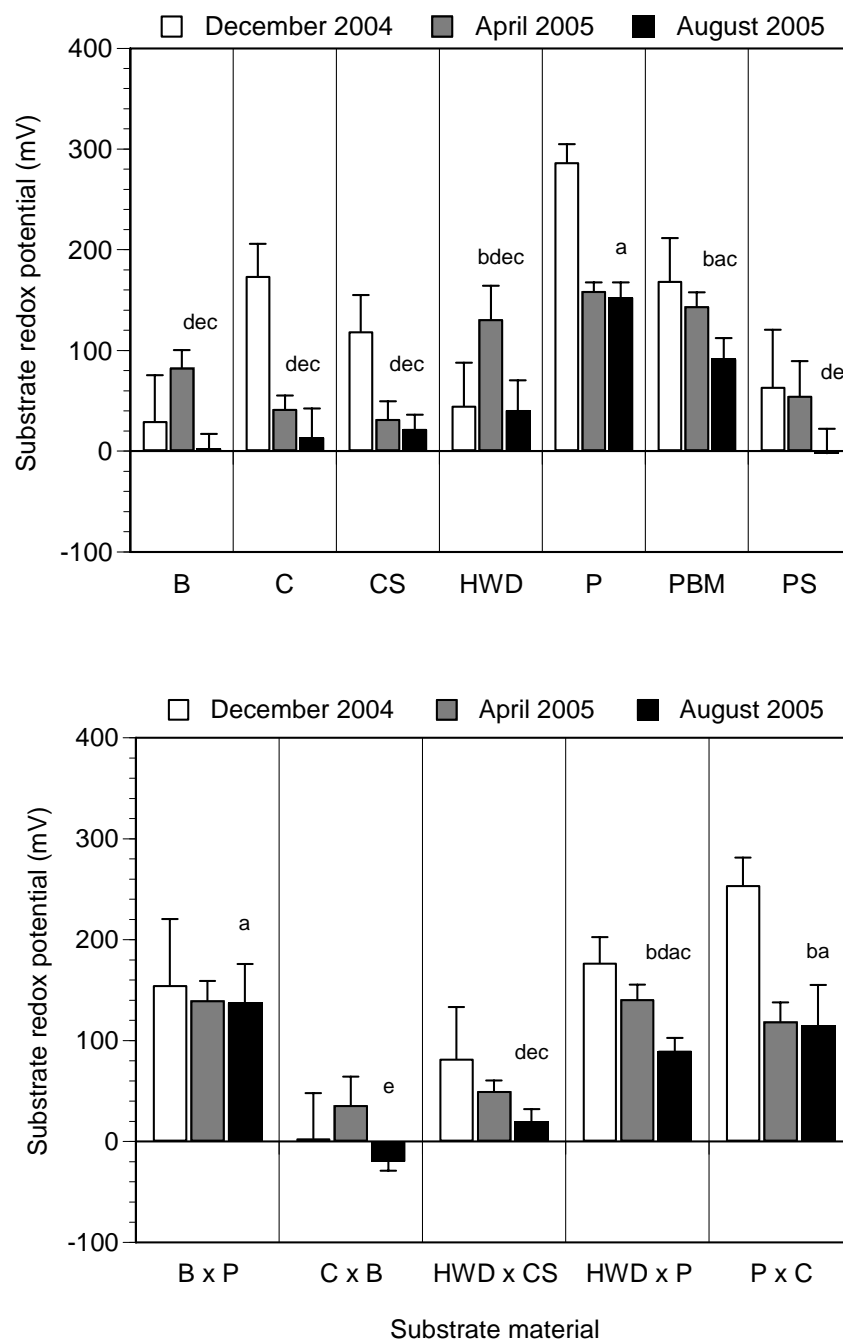 December 2004 April 2005 August 2005
400
300
200
100
0
-100
Substrate redox potential (mV)
dec
dec
dec
bdec
a
bac
de
B C CS HWD P PBM PS
December 2004 April 2005 August 2005
400
300
200
100
0
-100
Substrate redox potential (mV)
a
e
dec
bdac
ba
B x P C x B HWD x CS HWD x P P x C
Substrate material